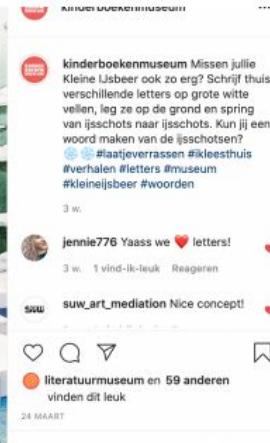 kinderboekenmuseum
kinderboekenmuseum Missen jullie
Kleine IJsbeer ook zo erg? Schrijf thuis
verschillende letters op grote witte
vellen, leg ze op de grond en spring
van ijsschots naar ijsschots. Kun jij een
woord maken van de ijsschotsen?
#laatjeverrassen #ikleesthuis
#verhalen #letters #museum
#kleineijsbeer #woorden
3 w.
jennie776 Yaass we ❤️ letters!
3 w. 1 vind-ik-leuk Reageren
suw_art_mediation Nice concept!
literatuurmuseum en 59 anderen
vinden dit leuk
24 MAART